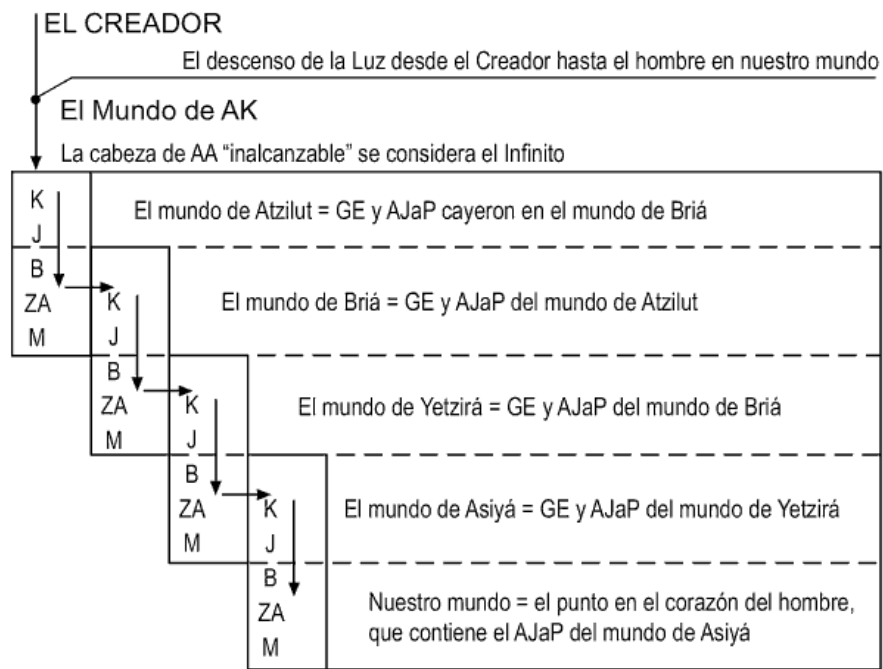 EL CREADOR
El descenso de la Luz desde el Creador hasta el hombre en nuestro mundo
El Mundo de AK
La cabeza de AA “inalcanzable” se considera el Infinito
K
El mundo de Atzilut = GE y AJaP cayeron en el mundo de Briá
J
B
ZA K El mundo de Briá = GE y AJaP del mundo de Atzilut
M J
B
ZA K El mundo de Yetzirá = GE y AJaP del mundo de Briá
M J
B
ZA K El mundo de Asiyá = GE y AJaP del mundo de Yetzirá
M J
B
ZA Nuestro mundo = el punto en el corazón del hombre,
que contiene el AJaP del mundo de Asiyá
M